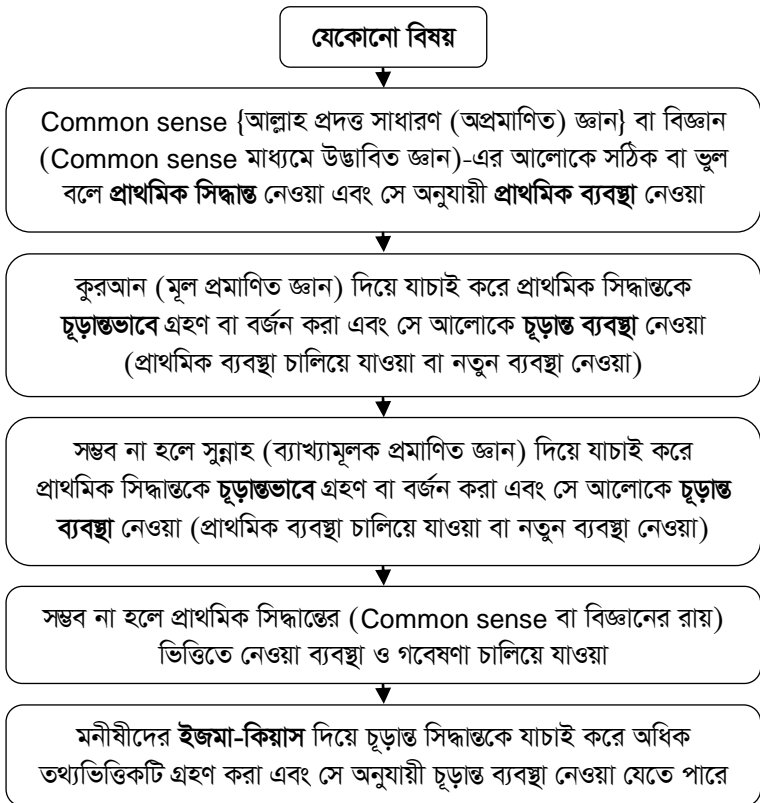 যেকোনো বিষয়
Common sense {আল্লাহ প্রদত্ত সাধারণ (অপ্রমাণিত) জ্ঞান} বা বিজ্ঞান
(Common sense মাধ্যমে উদ্ভাবিত জ্ঞান)-এর আলোকে সঠিক বা ভুল
বলে প্রাথমিক সিদ্ধান্ত নেওয়া এবং সে অনুযায়ী প্রাথমিক ব্যবস্থা নেওয়া
কুরআন (মূল প্রমাণিত জ্ঞান) দিয়ে যাচাই করে প্রাথমিক সিদ্ধান্তকে
চূড়ান্তভাবে গ্রহণ বা বর্জন করা এবং সে আলোকে চূড়ান্ত ব্যবস্থা নেওয়া
(প্রাথমিক ব্যবস্থা চালিয়ে যাওয়া বা নতুন ব্যবস্থা নেওয়া)
সম্ভব না হলে সুন্নাহ (ব্যাখ্যামূলক প্রমাণিত জ্ঞান) দিয়ে যাচাই করে
প্রাথমিক সিদ্ধান্তকে চূড়ান্তভাবে গ্রহণ বা বর্জন করা এবং সে আলোকে চূড়ান্ত
ব্যবস্থা নেওয়া (প্রাথমিক ব্যবস্থা চালিয়ে যাওয়া বা নতুন ব্যবস্থা নেওয়া)
সম্ভব না হলে প্রাথমিক সিদ্ধান্তের (Common sense বা বিজ্ঞানের রায়)
ভিত্তিতে নেওয়া ব্যবস্থা ও গবেষণা চালিয়ে যাওয়া
মনীষীদের ইজমা-কিয়াস দিয়ে চূড়ান্ত সিদ্ধান্তকে যাচাই করে অধিক
তথ্যভিত্তিকটি গ্রহণ করা এবং সে অনুযায়ী চূড়ান্ত ব্যবস্থা নেওয়া যেতে পারে